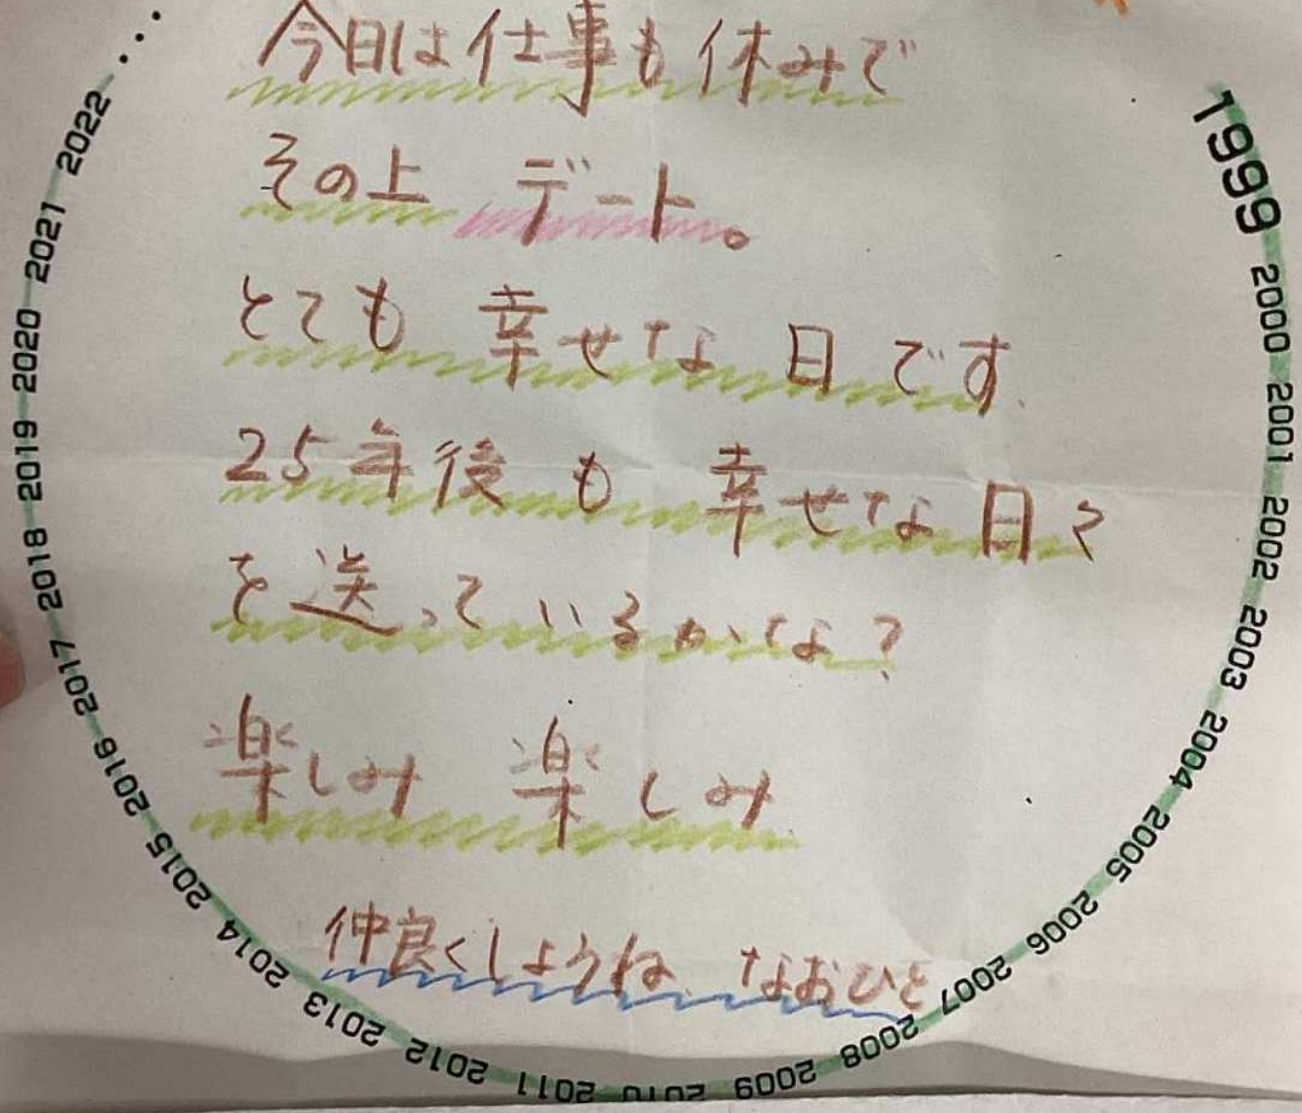 今日は仕事も休みで
その上 デート。
とても 幸せな 日 です
25年後 も 幸せな 日々
を 送っているかな?
楽しみ 楽しみ
仲良くしようね なおひと
1999 2000 2001 2002 2003 2004 2005 2006 2007 2008 2009 2010 2011 2012 2013 2014 2015 2016 2017 2018 2019 2020 2021 2022 ...